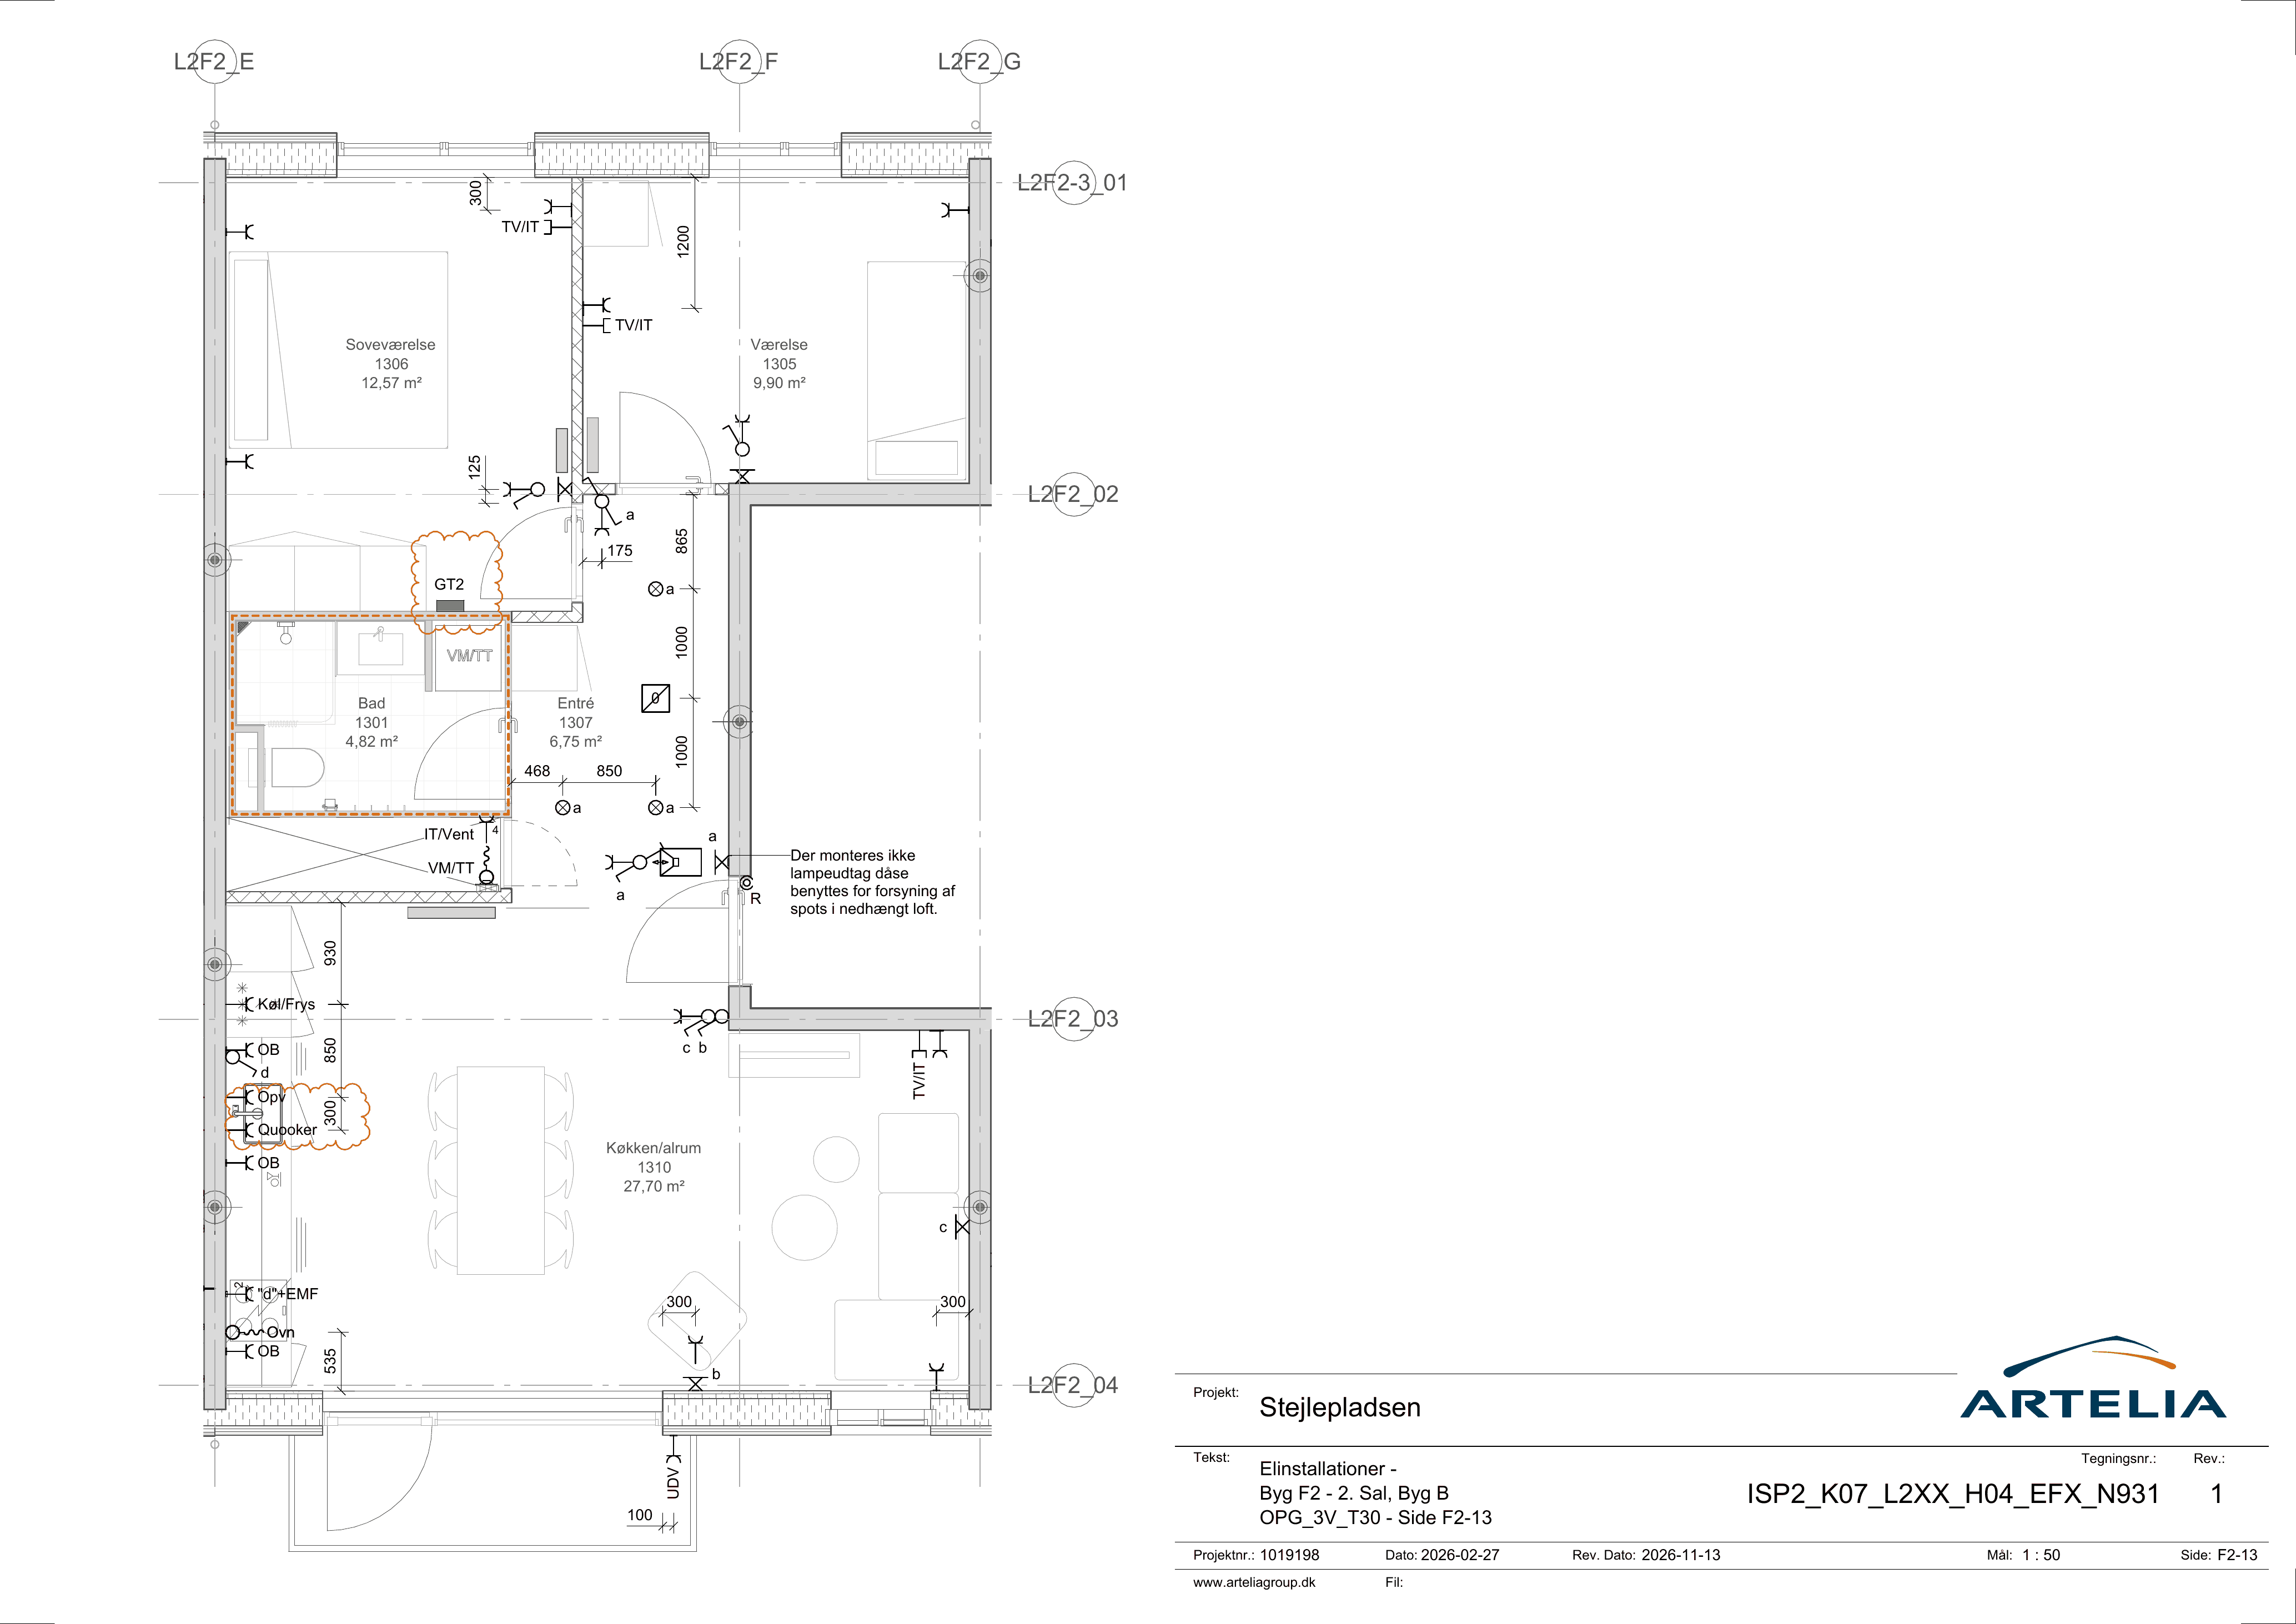 L2F2_E
L2F2_F
L2F2_G
L2F2-3_01
300
TV/IT
1200
TV/IT
Soveværelse
1306
12,57 m²
Værelse
1305
9,90 m²
125
L2F2_02
a
865
175
GT2
a
1000
VM/TT
0
Bad
1301
4,82 m²
Entré
1307
6,75 m²
1000
468
850
a
a
IT/Vent
4
VM/TT
a
a
Der monteres ikke
lampeudtag dåse
benyttes for forsyning af
spots i nedhængt loft.
R
930
Køl/Frys
L2F2_03
OB
850
c b
d
TV/IT
Opv
300
Quooker
OB
Køkken/alrum
1310
27,70 m²
c
2
"d"+EMF
300
300
Ovn
OB
535
b
L2F2_04
UDV
100
Projekt:
Stejlepladsen
ARTELIA
Tekst:
Elinstallationer -
Byg F2 - 2. Sal, Byg B
OPG_3V_T30 - Side F2-13
Tegningsnr.:
Rev.:
ISP2_K07_L2XX_H04_EFX_N931
1
Projektnr.: 1019198
Dato: 2026-02-27
Rev. Dato: 2026-11-13
Mål: 1 : 50
Side: F2-13
www.arteliagroup.dk
Fil: